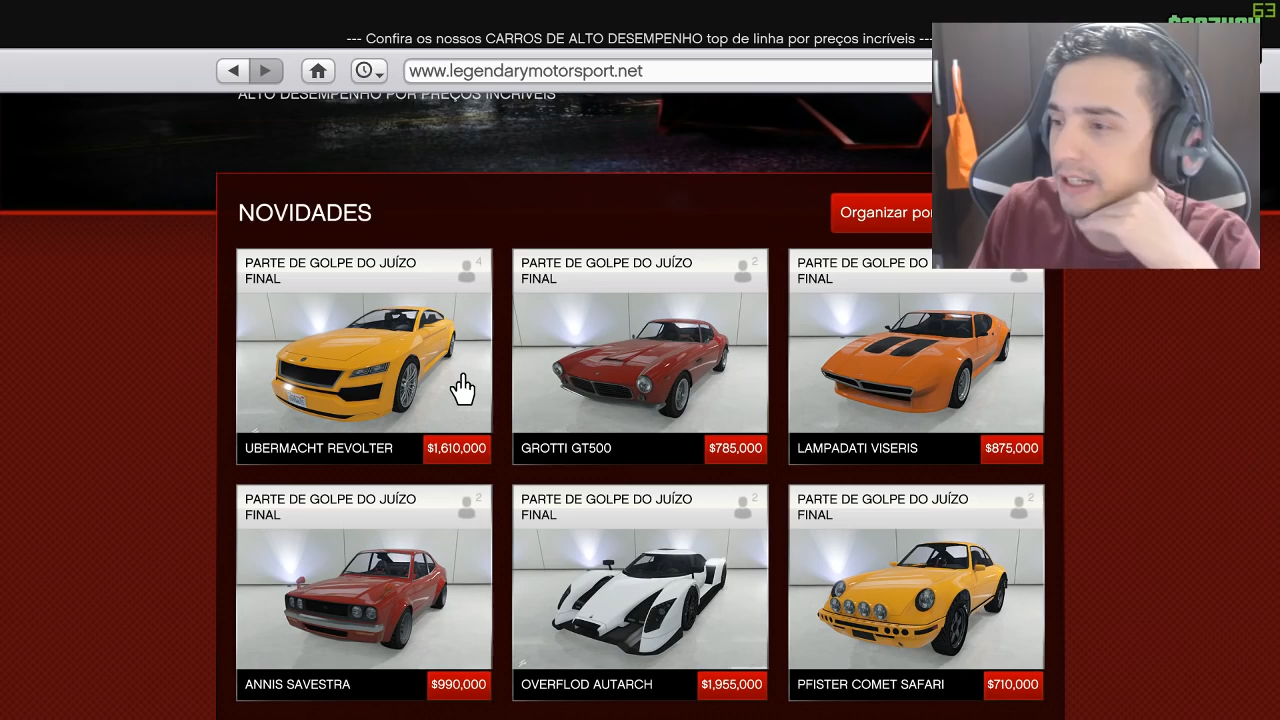 63
--- Confira os nossos CARROS DE ALTO DESEMPENHO top de linha por preços incríveis ---
www.legendarymotorsport.net
ALTO DESEMPENHO POR PREÇOS INCRÍVEIS
NOVIDADES
Organizar por
PARTE DE GOLPE DO JUÍZO FINAL
4
UBERMACHT REVOLTER
$1,610,000
PARTE DE GOLPE DO JUÍZO FINAL
2
GROTTI GT500
$785,000
PARTE DE GOLPE DO
FINAL
LAMPADATI VISERIS
$875,000
PARTE DE GOLPE DO JUÍZO
FINAL
2
ANNIS SAVESTRA
$990,000
PARTE DE GOLPE DO JUÍZO
FINAL
2
OVERFLOD AUTARCH
$1,955,000
PARTE DE GOLPE DO JUÍZO
FINAL
2
PFISTER COMET SAFARI
$710,000